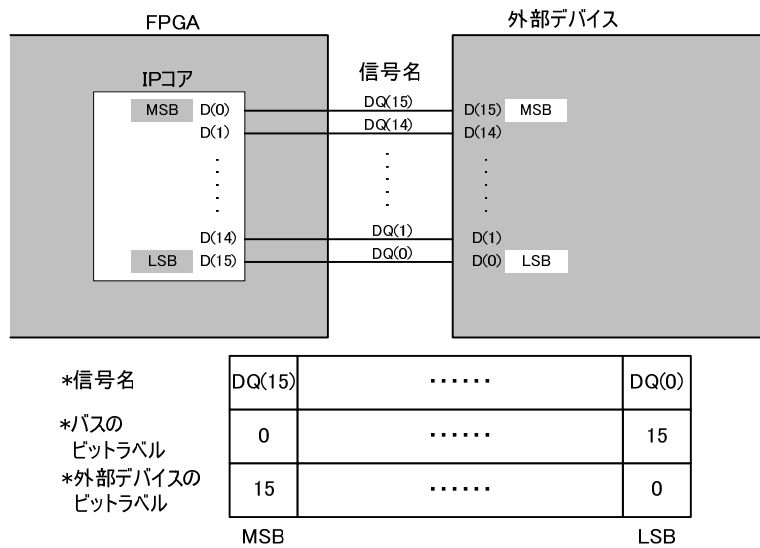 FPGA
外部デバイス
IPコア
信号名
MSB D(0) DQ(15) D(15) MSB
D(1) DQ(14) D(14)
D(14) DQ(1) D(1)
LSB D(15) DQ(0) D(0) LSB
*信号名 DQ(15) ・・・・・・ DQ(0)
*バスの
ビットラベル 0 ・・・・・・ 15
*外部デバイスの
ビットラベル 15 ・・・・・・ 0
MSB LSB